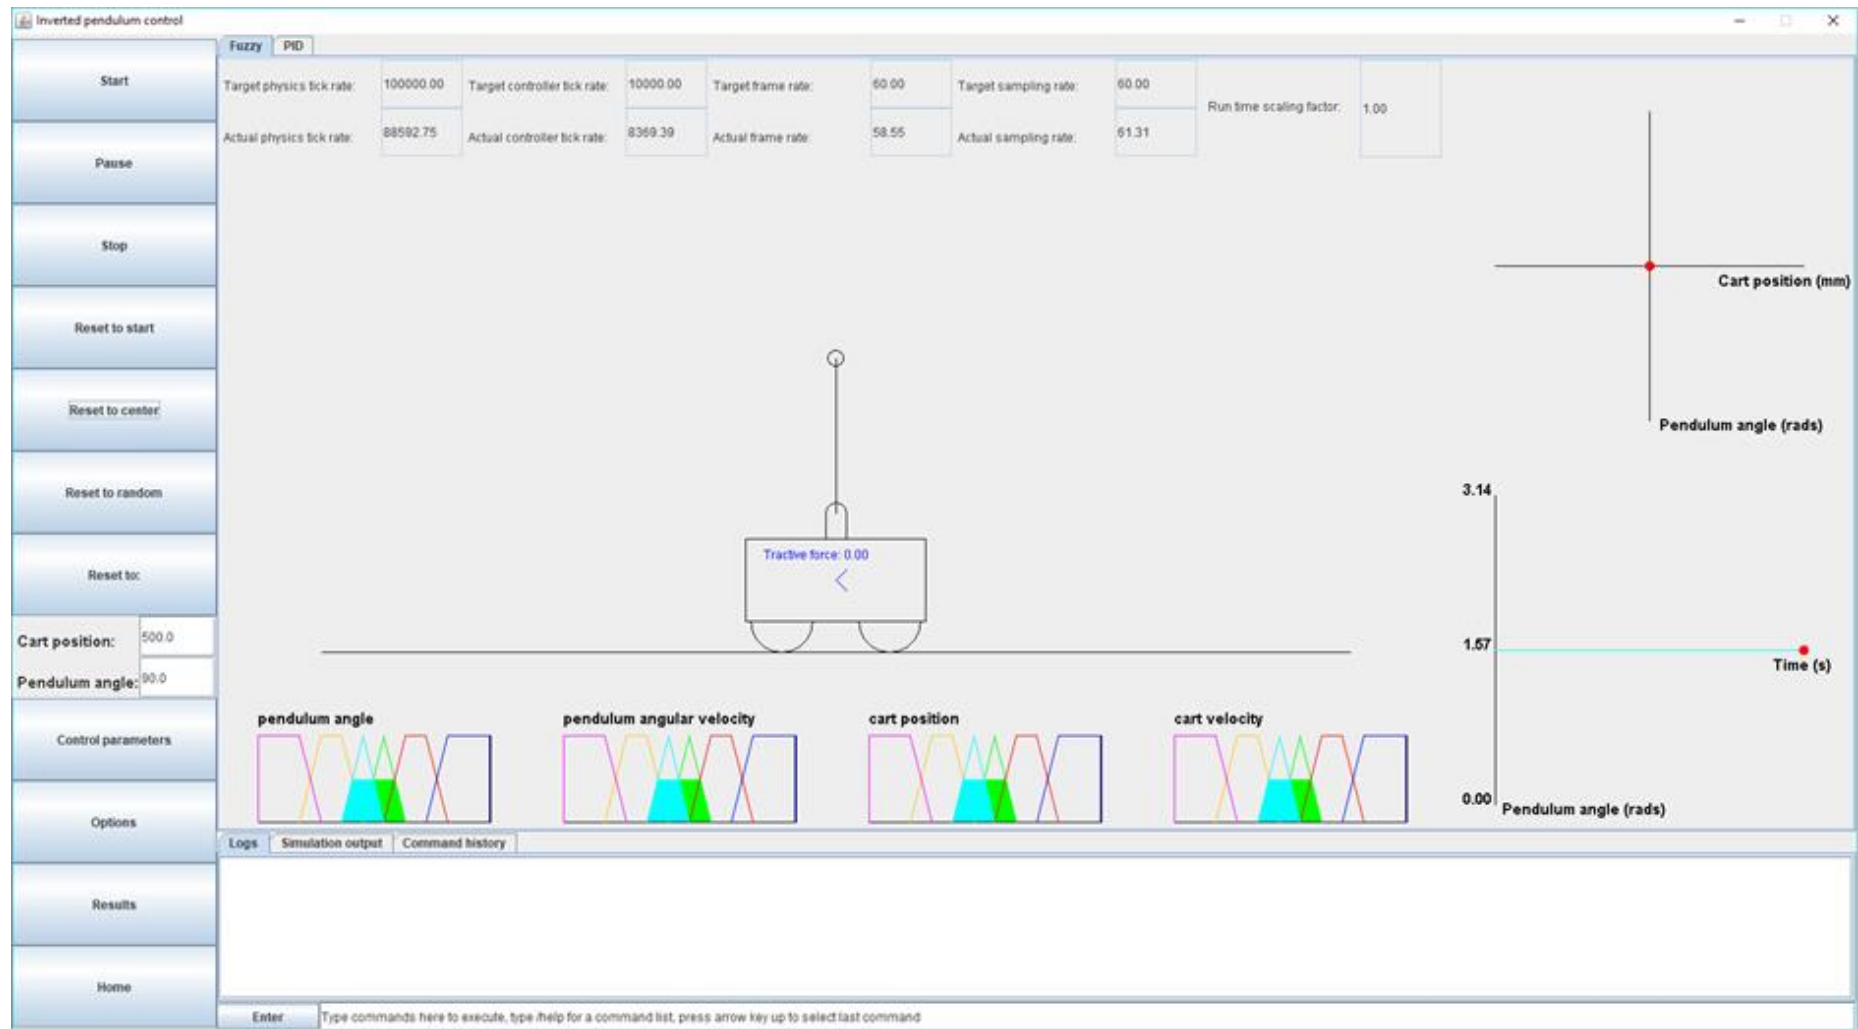 Inverted pendulum control
Start
Pause
Stop
Reset to start
Reset to center
Reset to random
Reset to:
Cart position: 500.0
Pendulum angle: 90.0
Control parameters
Options
Results
Home
Fuzzy PID
Target physics tick rate: 100000.00 Target controller tick rate: 10000.00 Target frame rate: 60.00 Target sampling rate: 60.00
Run time scaling factor: 1.00
Actual physics tick rate: 88592.75 Actual controller tick rate: 8369.39 Actual frame rate: 58.55 Actual sampling rate: 61.31
Cart position (mm)
Pendulum angle (rads)
Tractive force: 0.00
3.14
1.57
Time (s)
0.00
Pendulum angle (rads)
pendulum angle pendulum angular velocity cart position cart velocity
Logs Simulation output Command history
Enter Type commands here to execute, type /help for a command list, press arrow key up to select last command